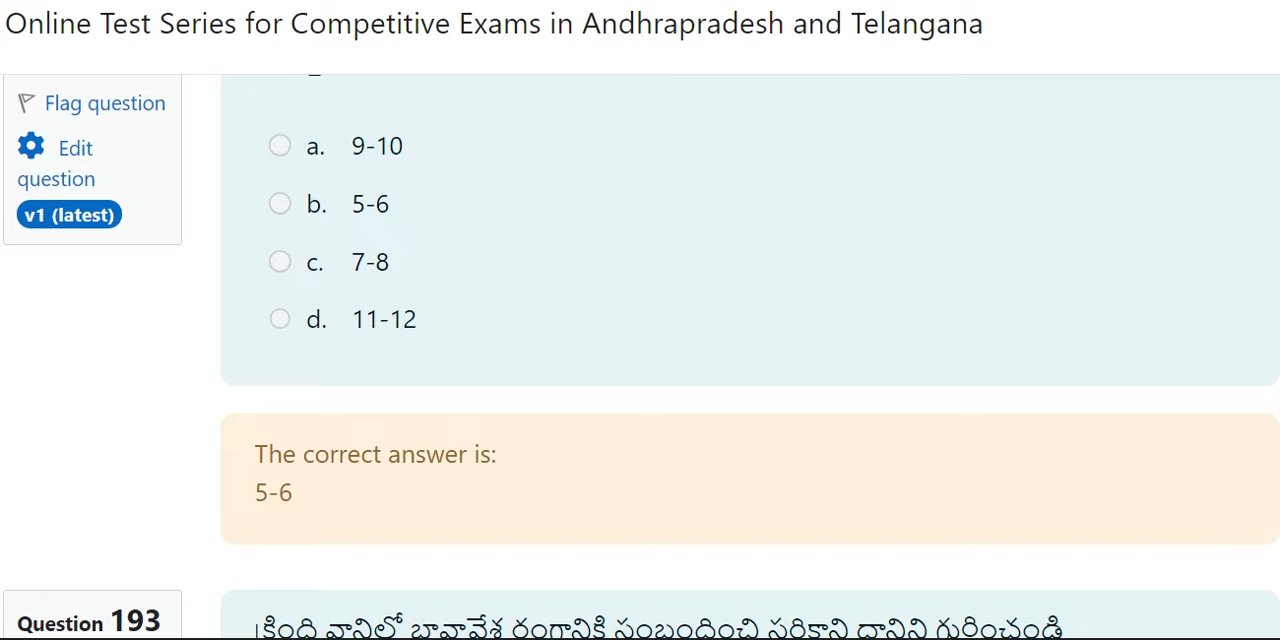 Online Test Series for Competitive Exams in Andhrapradesh and Telangana
Flag question
Edit
question
v1 (latest)
a. 9-10
b. 5-6
c. 7-8
d. 11-12
The correct answer is:
5-6
Question 193
క్రింది వానిలో భావావేశ రంగానికి సంబంధించి సరికాని దానిని గుర్తించండి